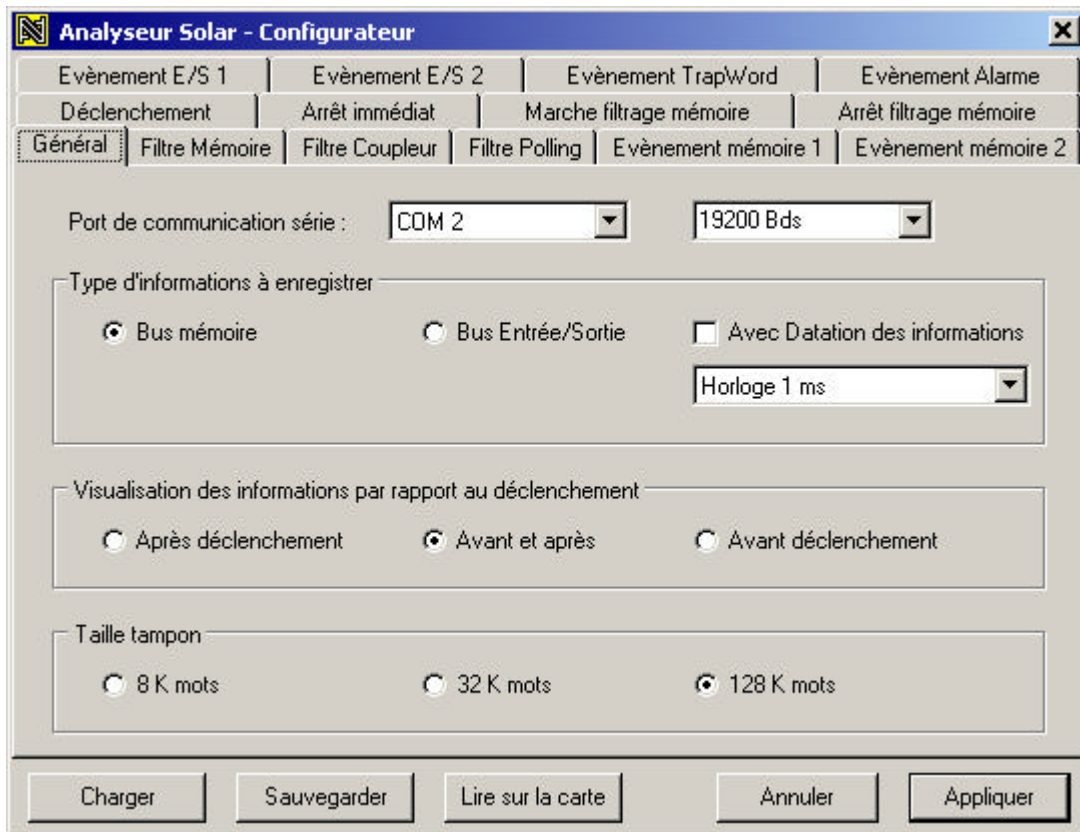 Analyseur Solar - Configurateur
Evènement E/S 1 Evènement E/S 2 Evènement TrapWord Evènement Alarme
Déclenchement Arrêt immédiat Marche filtrage mémoire Arrêt filtrage mémoire
Général Filtre Mémoire Filtre Coupleur Filtre Polling Evènement mémoire 1 Evènement mémoire 2
Port de communication série : COM 2 19200 Bds
Type d'informations à enregistrer
Bus mémoire Bus Entrée/Sortie Avec Datation des informations
Horloge 1 ms
Visualisation des informations par rapport au déclenchement
Après déclenchement Avant et après Avant déclenchement
Taille tampon
8 K mots 32 K mots 128 K mots
Charger Sauvegarder Lire sur la carte Annuler Appliquer